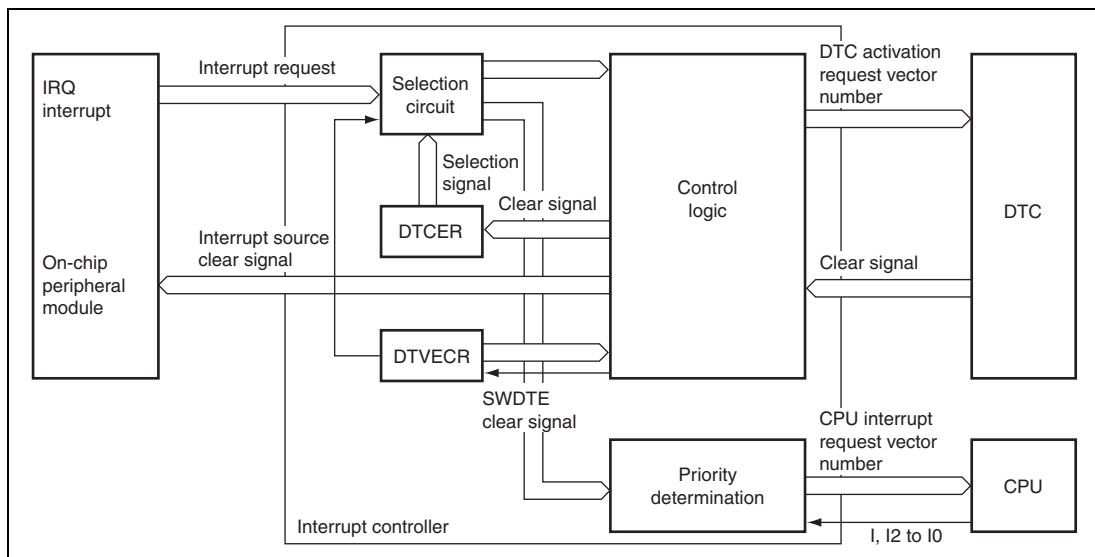 IRQ
interrupt
On-chip
peripheral
module
Interrupt request
Selection
circuit
Selection
signal
DTCER
Clear signal
Interrupt source
clear signal
DTVECR
SWDTE
clear signal
Control
logic
DTC activation
request vector
number
DTC
Clear signal
CPU interrupt
request vector
number
Priority
determination
CPU
I, I2 to I0
Interrupt controller